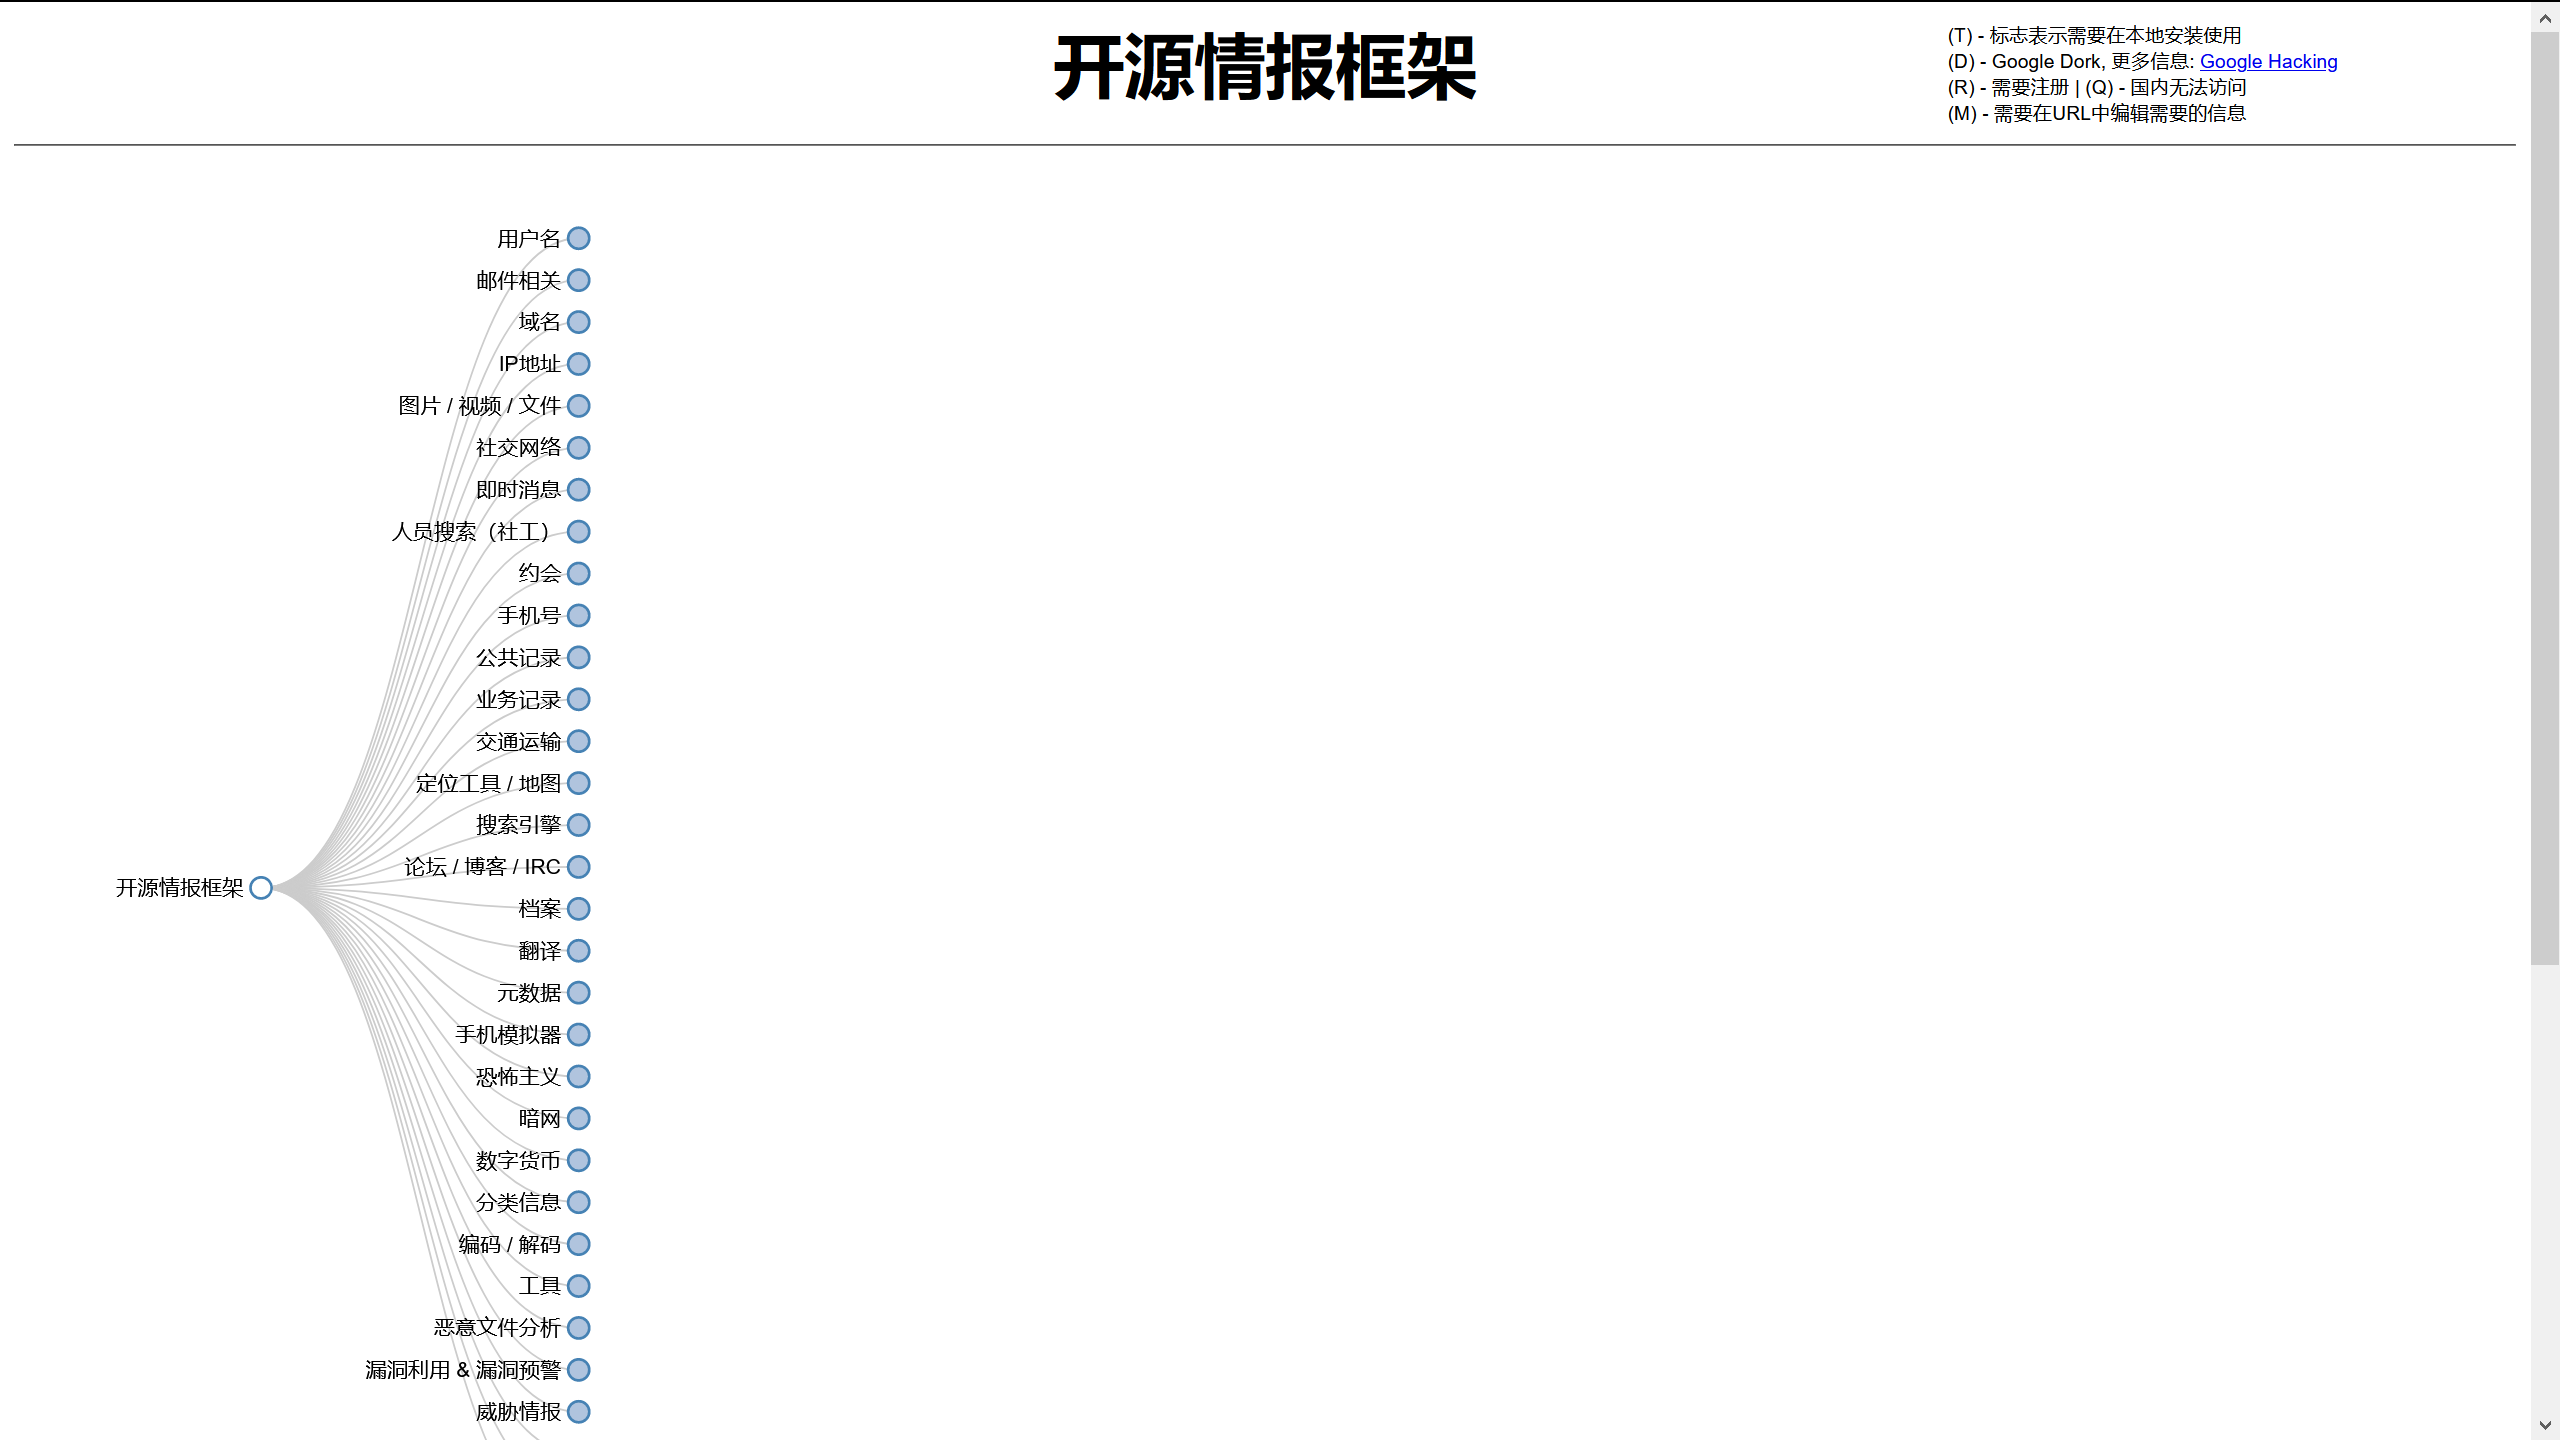 开源情报框架
(T) - 标志表示需要在本地安装使用
(D) - Google Dork, 更多信息: Google Hacking
(R) - 需要注册 | (Q) - 国内无法访问
(M) - 需要在URL中编辑需要的信息
用户名
邮件相关
域名
IP地址
图片 / 视频 / 文件
社交网络
即时消息
人员搜索（社工）
约会
手机号
公共记录
业务记录
交通运输
定位工具 / 地图
搜索引擎
论坛 / 博客 / IRC
开源情报框架
档案
翻译
元数据
手机模拟器
恐怖主义
暗网
数字货币
分类信息
编码 / 解码
工具
恶意文件分析
漏洞利用 & 漏洞预警
威胁情报